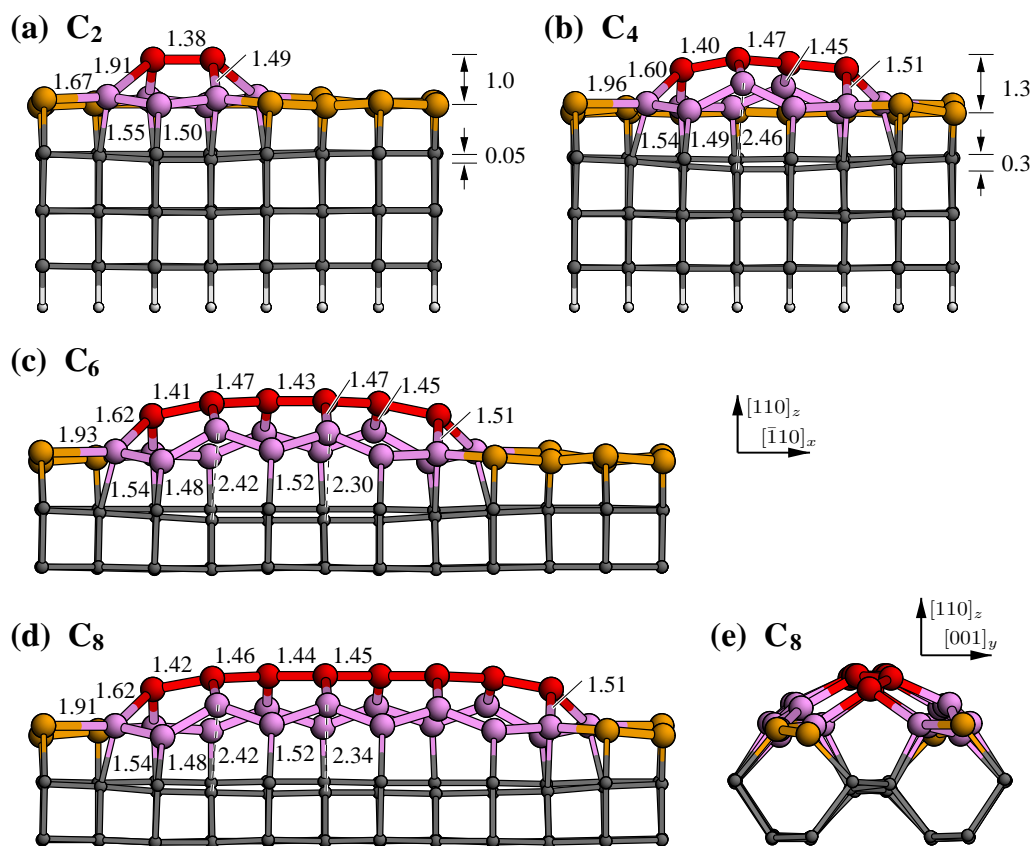 (a) C₂
1.38
1.49
1.91
1.67
1.55 1.50
1.0
0.05
(b) C₄
1.47
1.40
1.45
1.60
1.51
1.96
1.54 1.49 2.46
1.3
0.3
(c) C₆
1.41 1.47 1.43 1.47 1.45
1.62
1.51
1.93
1.54 1.48 2.42 1.52 2.30
[110]z
[1̄10]x
(d) C₈
1.42 1.46 1.44 1.45
1.62
1.51
1.91
1.54 1.48 2.42 1.52 2.34
(e) C₈
[110]z
[001]y